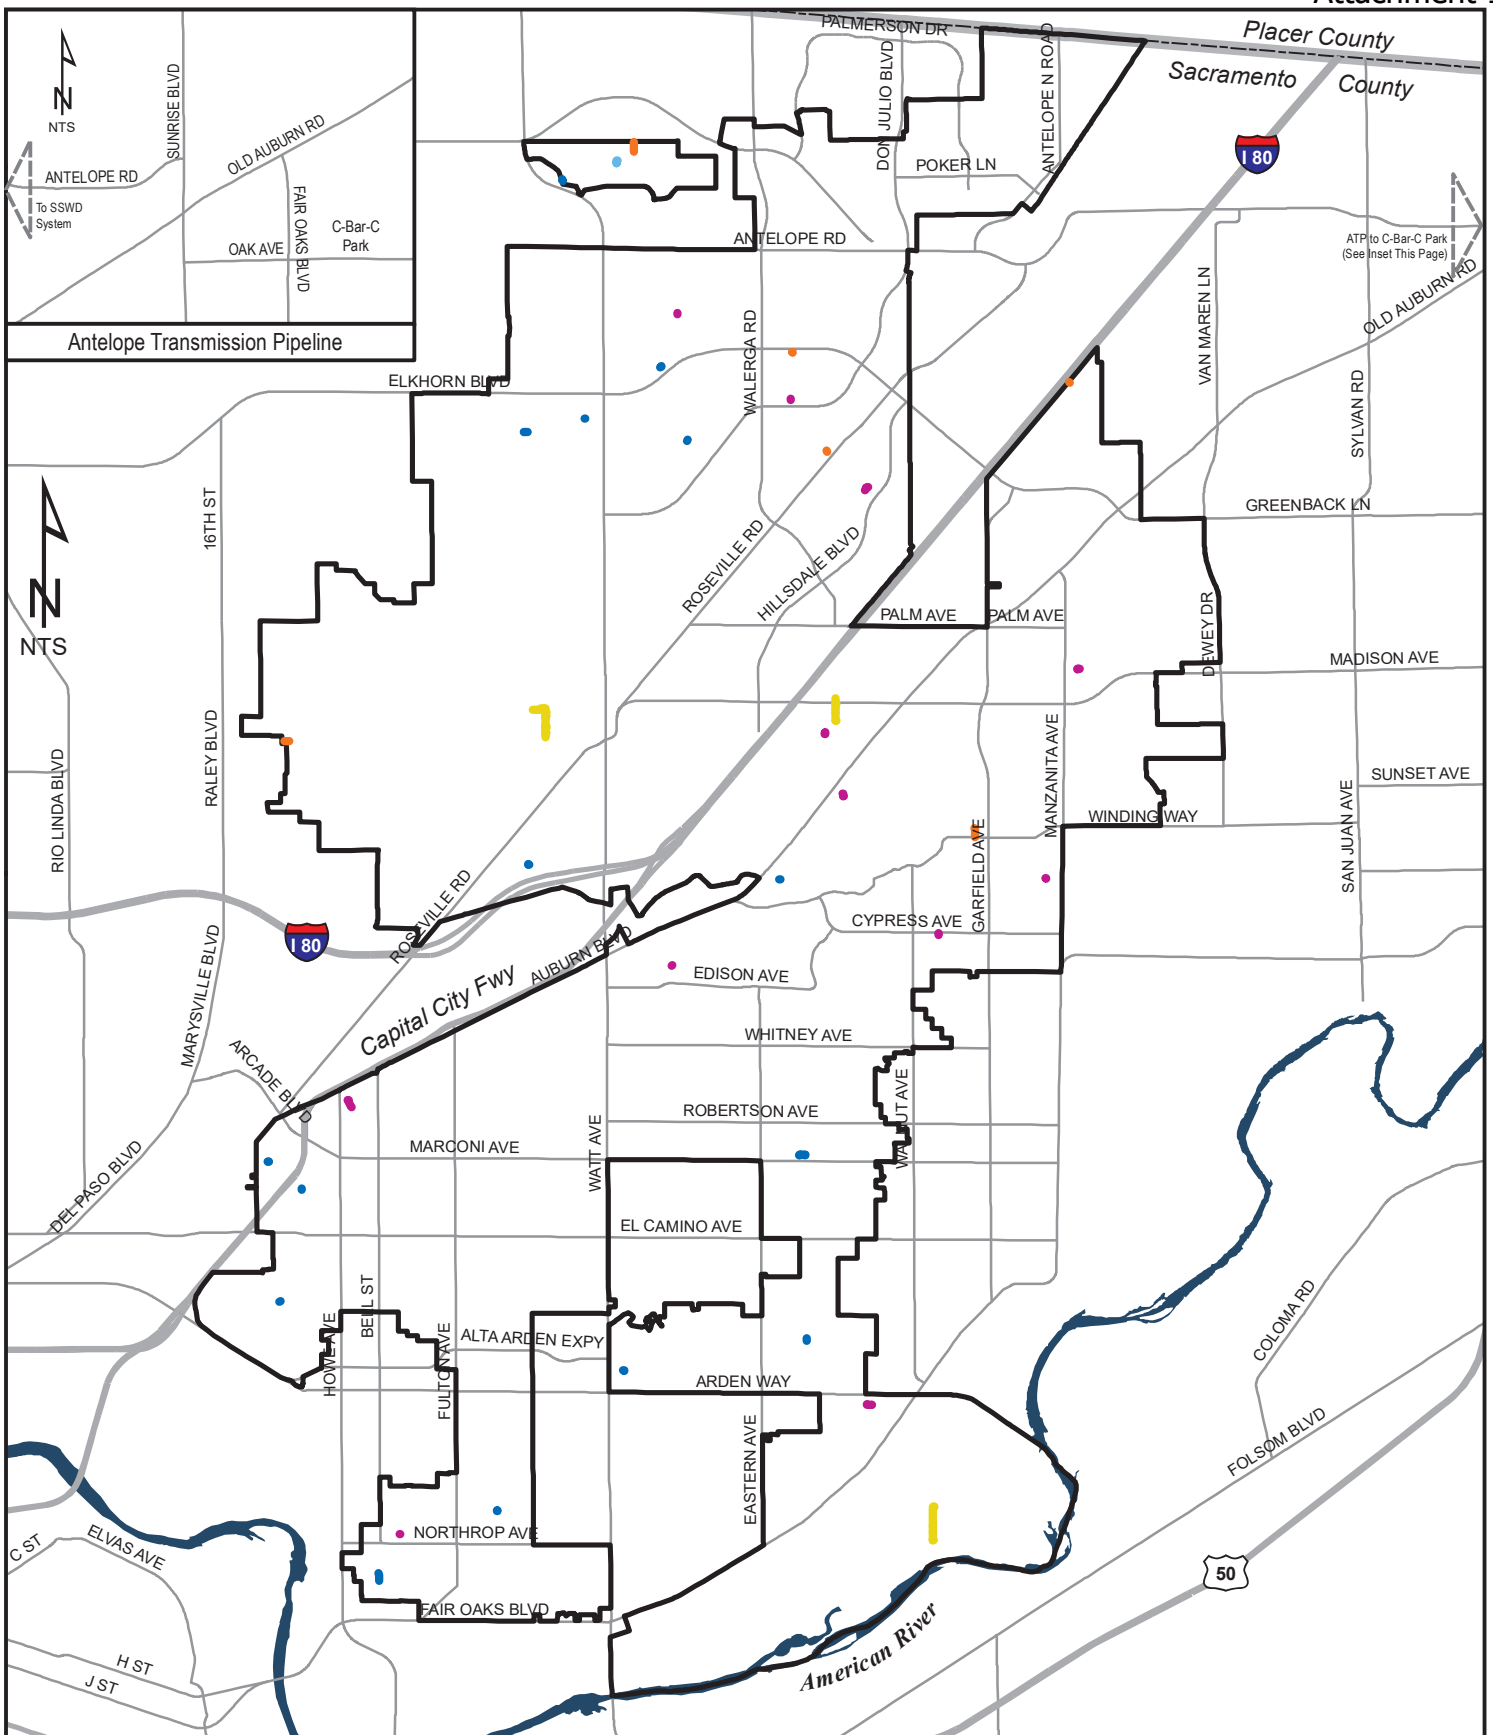 PALMERSON DR
Placer County
Sacramento County
DON JULIO BLVD
ANTELOPE N ROAD
POKER LN
I 80
N
NTS
SUNRISE BLVD
OLD AUBURN RD
ANTELOPE RD
To SSWD
System
FAIR OAKS BLVD
C-Bar-C
Park
OAK AVE
Antelope Transmission Pipeline
ANTELOPE RD
ATP to C-Bar-C Park
(See Inset This Page)
OLD AUBURN RD
VAN MAREN LN
WALERGA RD
ELKHORN BLVD
SYLVAN RD
16TH ST
N
NTS
GREENBACK LN
ROSEVILLE RD
HILLSDALE BLVD
PALM AVE
PALM AVE
DEWEY DR
MADISON AVE
RALEY BLVD
RIO LINDA BLVD
MANZANITA AVE
SUNSET AVE
WINDING WAY
SAN JUAN AVE
GARFIELD AVE
ROSEVILLE RD
CYPRESS AVE
I 80
AUBURN BLVD
EDISON AVE
Capital City Fwy
MARYSVILLE BLVD
WHITNEY AVE
ARCADE BLVD
ROBERTSON AVE
WALNUT AVE
MARCONI AVE
WATT AVE
DEL PASO BLVD
EL CAMINO AVE
BELL ST
HOWE AVE
FULTON AVE
ALTA ARDEN EXPY
COLOMA RD
ARDEN WAY
EASTERN AVE
FOLSOM BLVD
NORTHROP AVE
C ST
ELVAS AVE
50
FAIR OAKS BLVD
American River
H ST
J ST